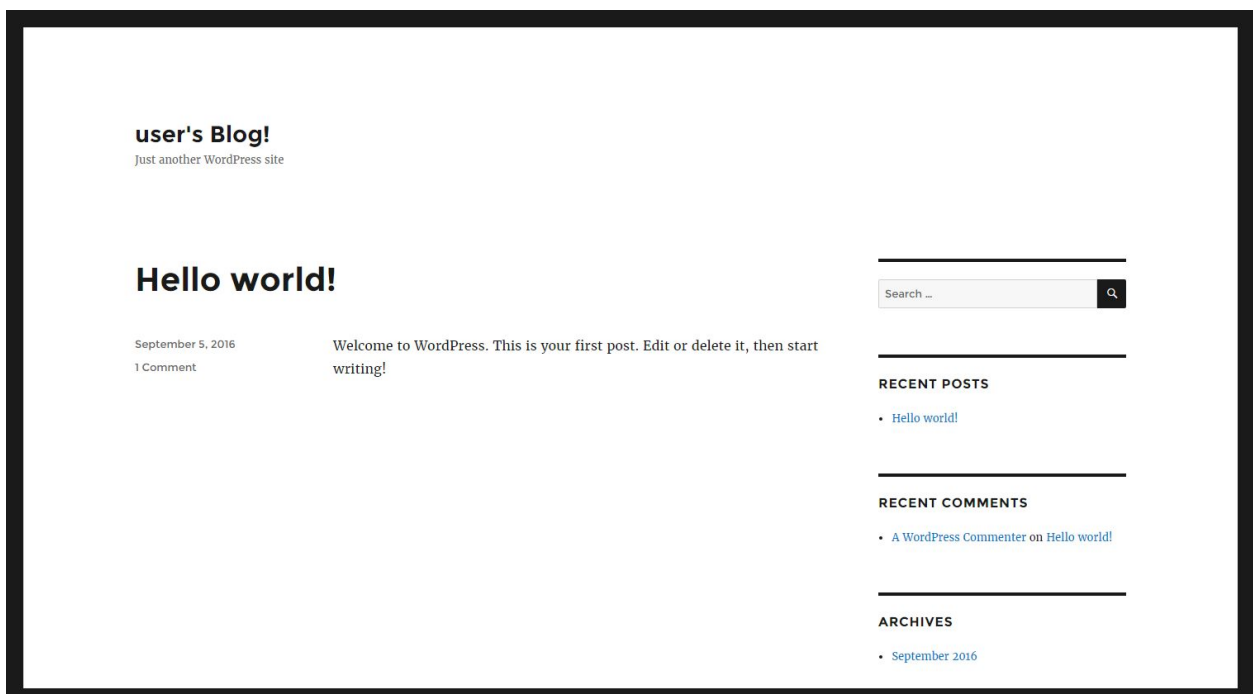 user's Blog!
Just another WordPress site
Hello world!
September 5, 2016
1 Comment
Welcome to WordPress. This is your first post. Edit or delete it, then start
writing!
Search …
RECENT POSTS
Hello world!
RECENT COMMENTS
A WordPress Commenter on Hello world!
ARCHIVES
September 2016